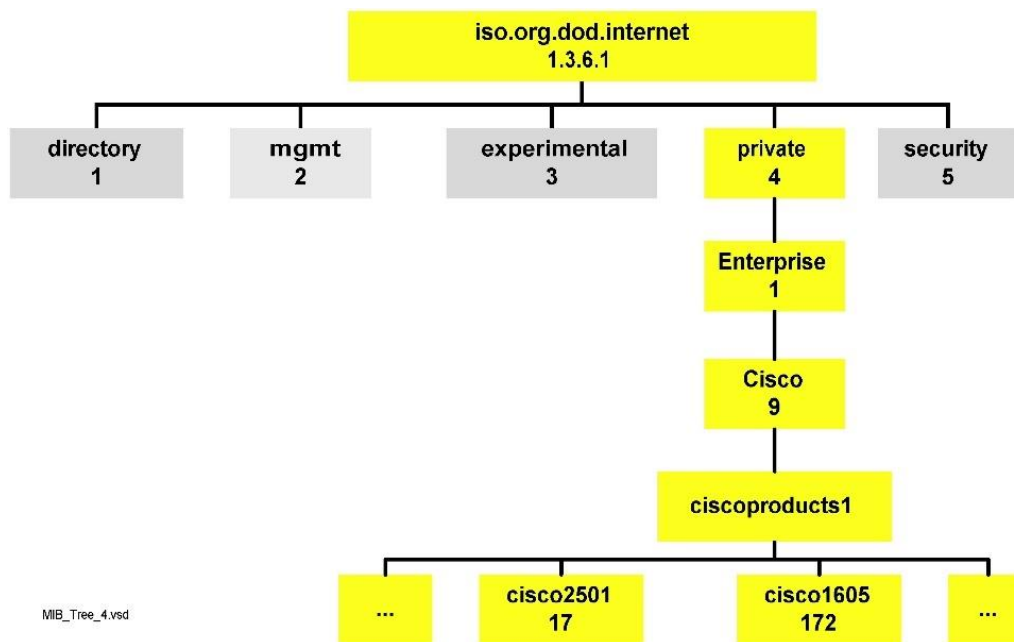 iso.org.dod.internet
1.3.6.1
directory
1
mgmt
2
experimental
3
private
4
security
5
Enterprise
1
Cisco
9
ciscoproducts1
...
cisco2501
17
cisco1605
172
...
MIB_Tree_4.vsd